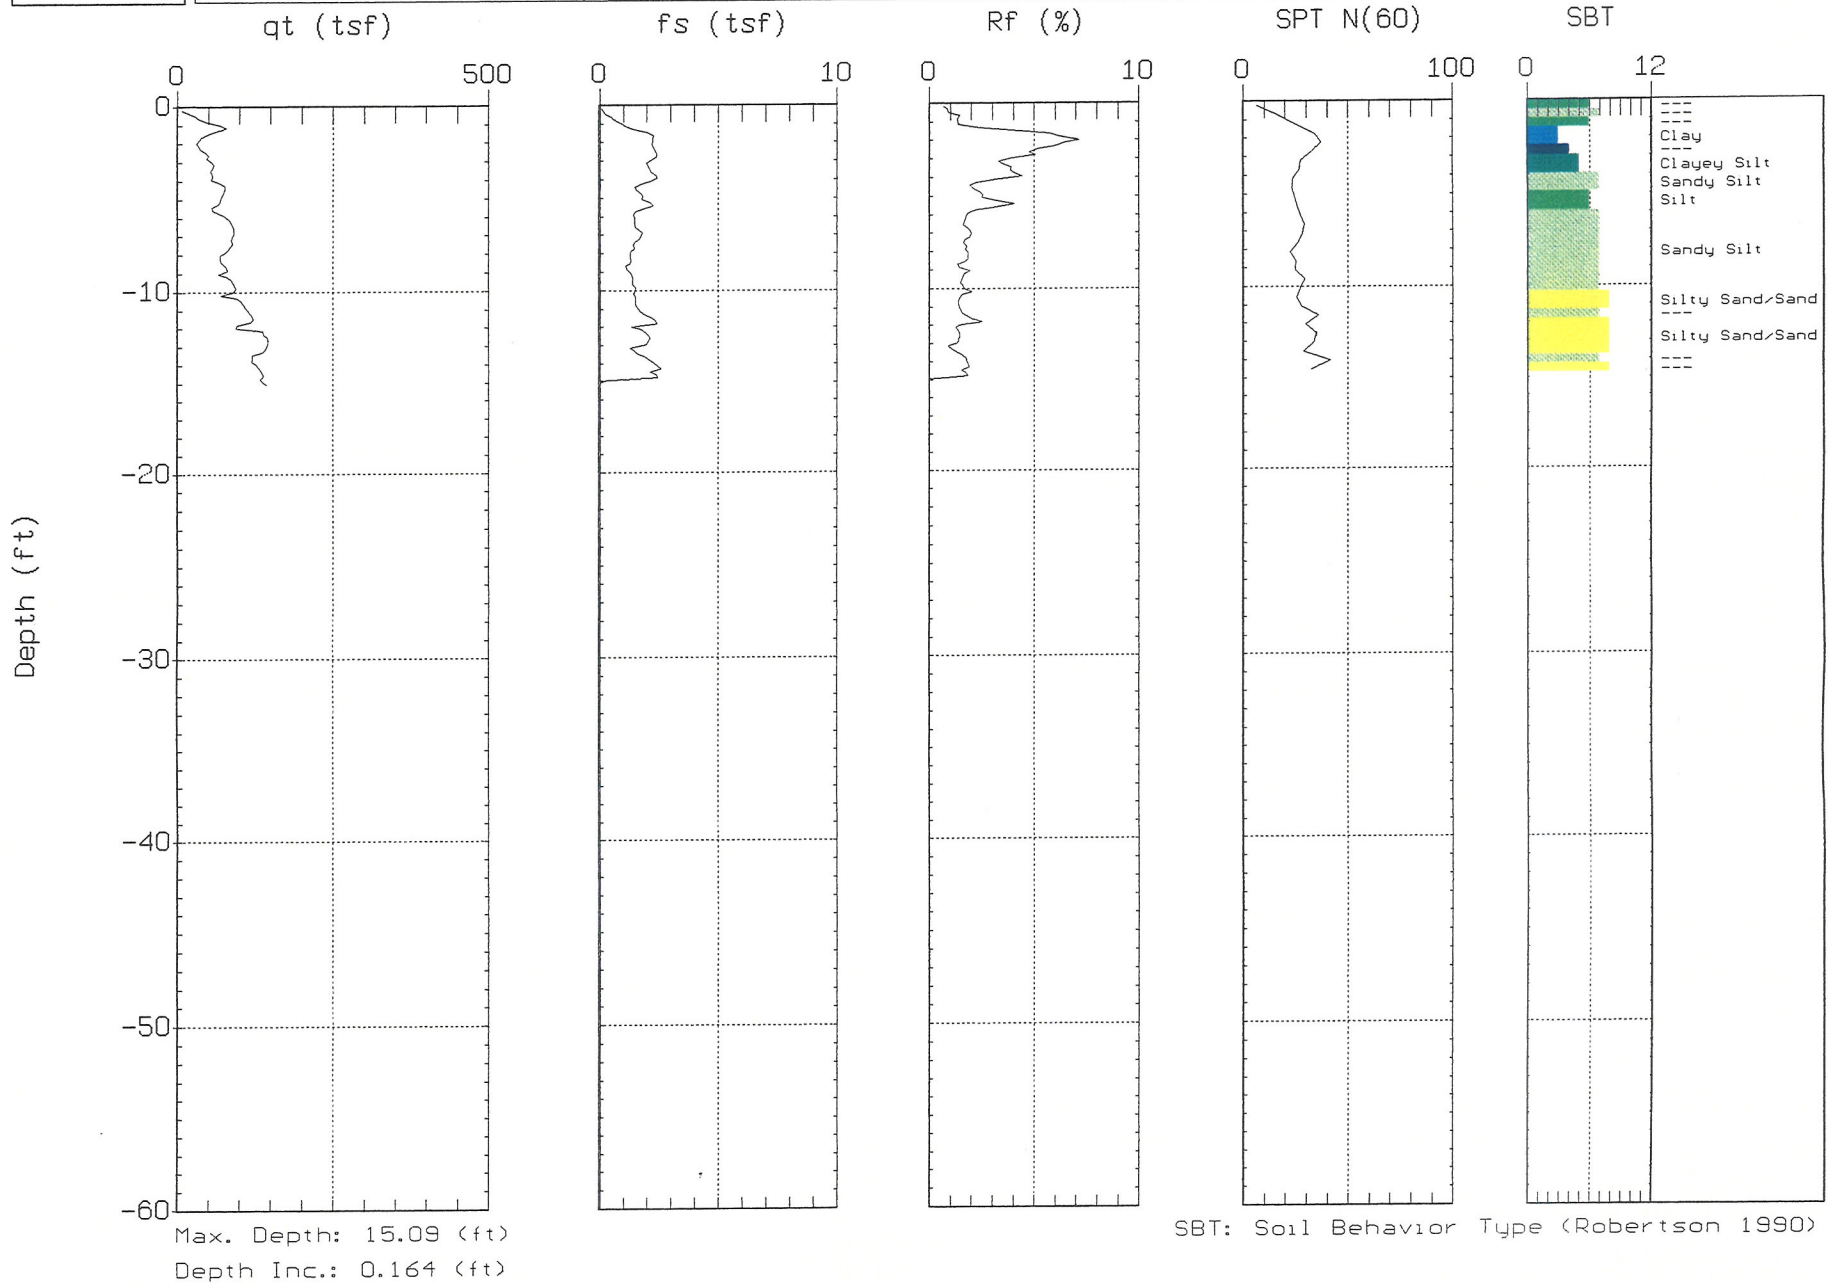 qt (tsf) fs (tsf) Rf (%) SPT N(60) SBT
0 500 0 10 0 10 0 100 0 12
0
---
---
---
Clay
---
Clayey Silt
Sandy Silt
Silt
Sandy Silt
-10
Silty Sand/Sand
---
Silty Sand/Sand
---
---
-20
Depth (ft)
-30
-40
-50
-60
Max. Depth: 15.09 (ft)
SBT: Soil Behavior Type (Robertson 1990)
Depth Inc.: 0.164 (ft)